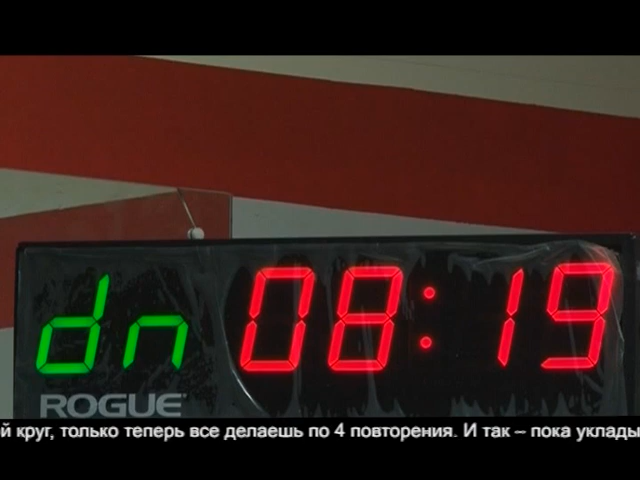 dn 08:19
ROGUE
й круг, только теперь все делаешь по 4 повторения. И так – пока уклады